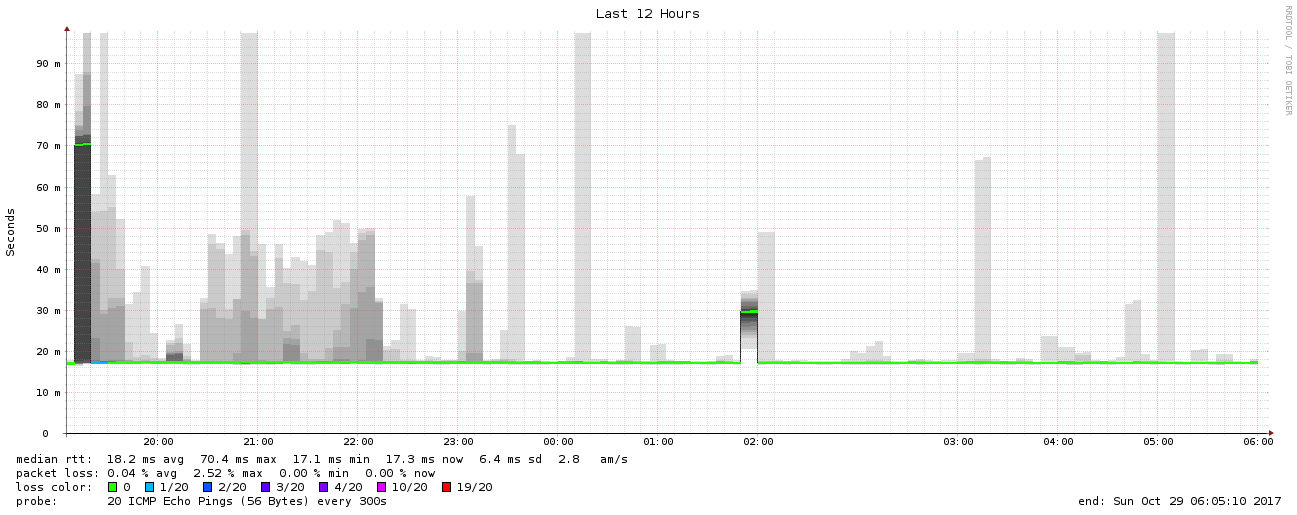 Last 12 Hours
RRDTOOL / TOBI OETIKER
Seconds
90 m
80 m
70 m
60 m
50 m
40 m
30 m
20 m
10 m
0
20:00 21:00 22:00 23:00 00:00 01:00 02:00 03:00 04:00 05:00 06:00
median rtt: 18.2 ms avg 70.4 ms max 17.1 ms min 17.3 ms now 6.4 ms sd 2.8 am/s
packet loss: 0.04 % avg 2.52 % max 0.00 % min 0.00 % now
loss color: 0 1/20 2/20 3/20 4/20 10/20 19/20
probe: 20 ICMP Echo Pings (56 Bytes) every 300s end: Sun Oct 29 06:05:10 2017